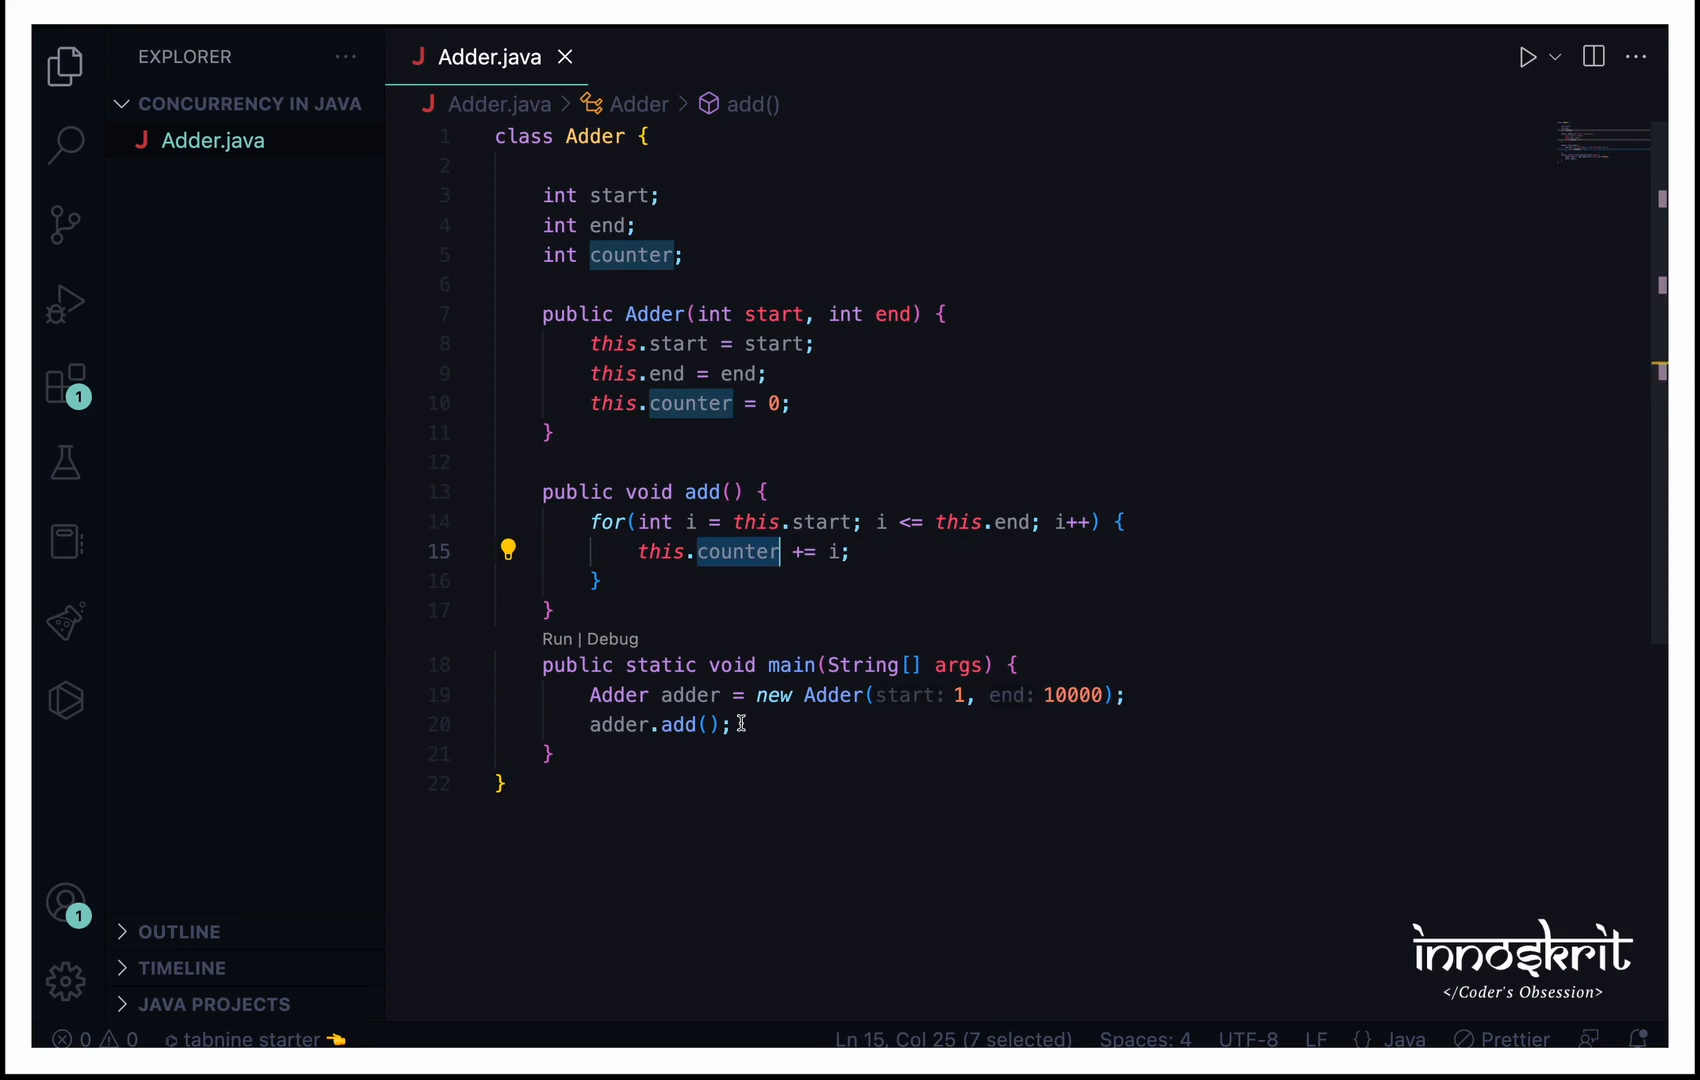 EXPLORER
CONCURRENCY IN JAVA
J Adder.java
OUTLINE
TIMELINE
JAVA PROJECTS
1
1
J Adder.java
J Adder.java > Adder > add()
1 class Adder {
2
3 int start;
4 int end;
5 int counter;
6
7 public Adder(int start, int end) {
8 this.start = start;
9 this.end = end;
10 this.counter = 0;
11 }
12
13 public void add() {
14 for(int i = this.start; i <= this.end; i++) {
15 this.counter += i;
16 }
17 }
Run | Debug
18 public static void main(String[] args) {
19 Adder adder = new Adder(start: 1, end: 10000);
20 adder.add();
21 }
22 }
innoskrit
</Coder's Obsession>
0 0 tabnine starter Ln 15, Col 25 (7 selected) Spaces: 4 UTF-8 LF {} Java Prettier